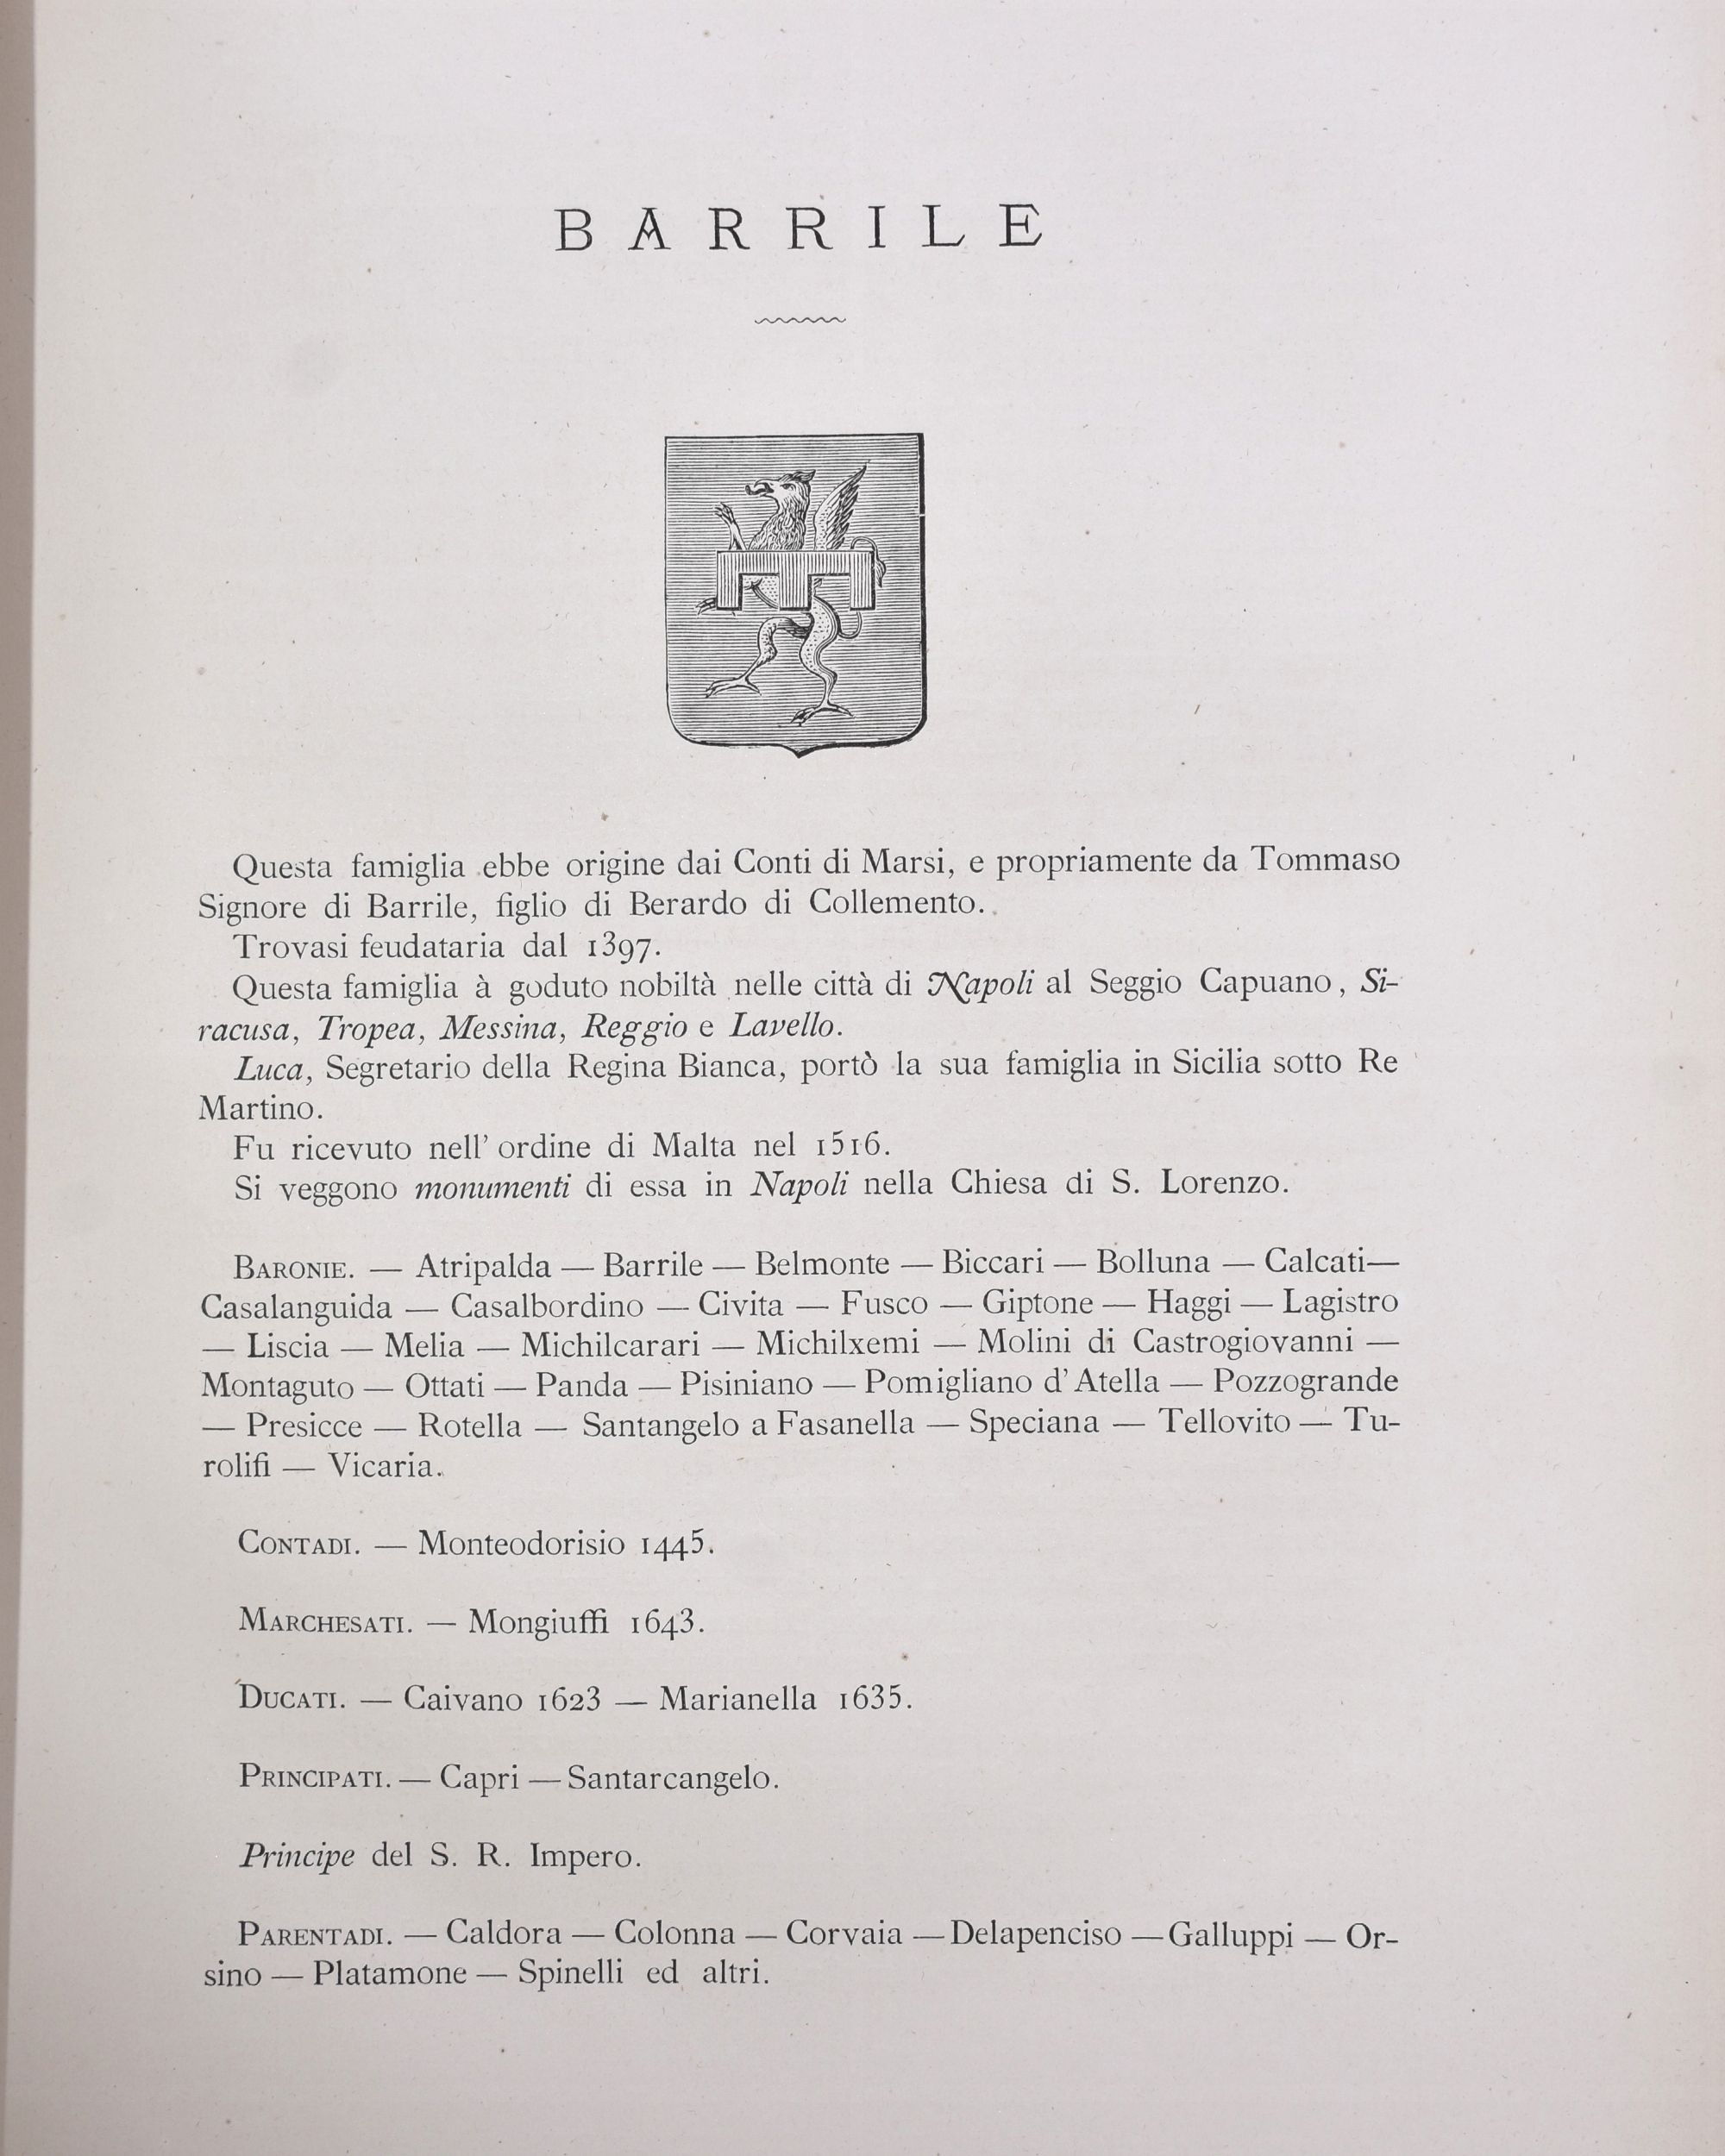 BARRILE
Questa famiglia ebbe origine dai Conti di Marsi, e propriamente da Tommaso
Signore di Barrile, figlio di Berardo di Collemento.
Trovasi feudataria dal 1397.
Questa famiglia à goduto nobiltà nelle città di Napoli al Seggio Capuano, Si-
racusa, Tropea, Messina, Reggio e Lavello.
Luca, Segretario della Regina Bianca, portò la sua famiglia in Sicilia sotto Re
Martino.
Fu ricevuto nell' ordine di Malta nel 1516.
Si veggono monumenti di essa in Napoli nella Chiesa di S. Lorenzo.
BARONIE. — Atripalda — Barrile — Belmonte — Biccari — Bolluna — Calcati—
Casalanguida — Casalbordino — Civita — Fusco — Giptone — Haggi — Lagistro
— Liscia — Melia — Michilcarari — Michilxemi — Molini di Castrogiovanni —
Montaguto — Ottati — Panda — Pisiniano — Pomigliano d' Atella — Pozzogrande
— Presicce — Rotella — Santangelo a Fasanella — Speciana — Tellovito — Tu-
rolifi — Vicaria.
CONTADI. — Monteodorisio 1445.
MARCHESATI. — Mongiuffi 1643.
DUCATI. — Caivano 1623 — Marianella 1635.
PRINCIPATI. — Capri — Santarcangelo.
Principe del S. R. Impero.
PARENTADI. — Caldora — Colonna — Corvaia — Delapenciso — Galluppi — Or-
sino — Platamone — Spinelli ed altri.